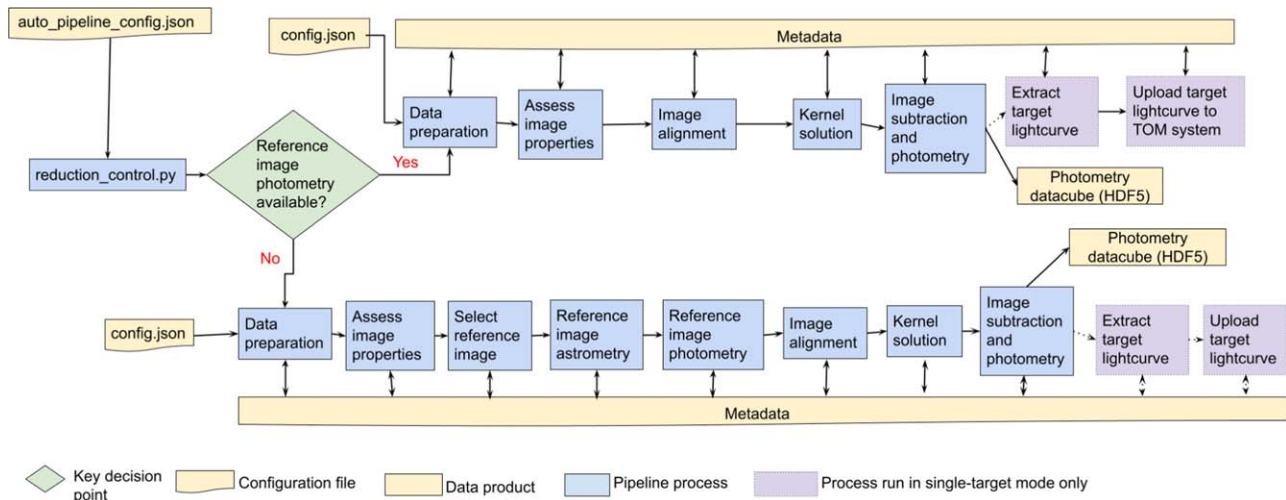 auto_pipeline_config.json
config.json
Metadata
Data
preparation
Assess
image
properties
Image
alignment
Kernel
solution
Image
subtraction
and
photometry
Extract
target
lightcurve
Upload target
lightcurve to
TOM system
reduction_control.py
Reference
image
photometry
available?
Yes
Photometry
datacube (HDF5)
No
Photometry
datacube (HDF5)
config.json
Data
preparation
Assess
image
properties
Select
reference
image
Reference
image
astrometry
Reference
image
photometry
Image
alignment
Kernel
solution
Image
subtraction
and
photometry
Extract
target
lightcurve
Upload
target
lightcurve
Metadata
Key decision
point
Configuration file
Data product
Pipeline process
Process run in single-target mode only